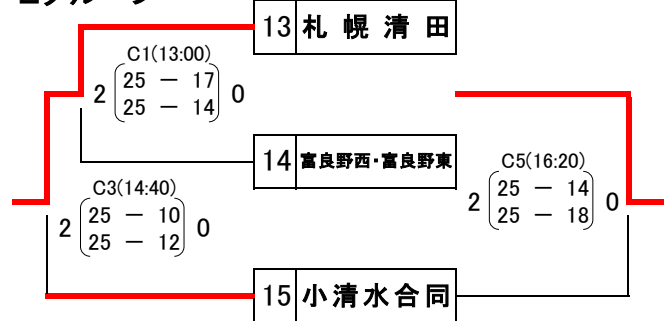 13 札幌清田
C1(13:00)
2 25 － 17 0
25 － 14
14 富良野西・富良野東
C5(16:20)
2 25 － 14 0
25 － 18
C3(14:40)
2 25 － 10 0
25 － 12
15 小清水合同